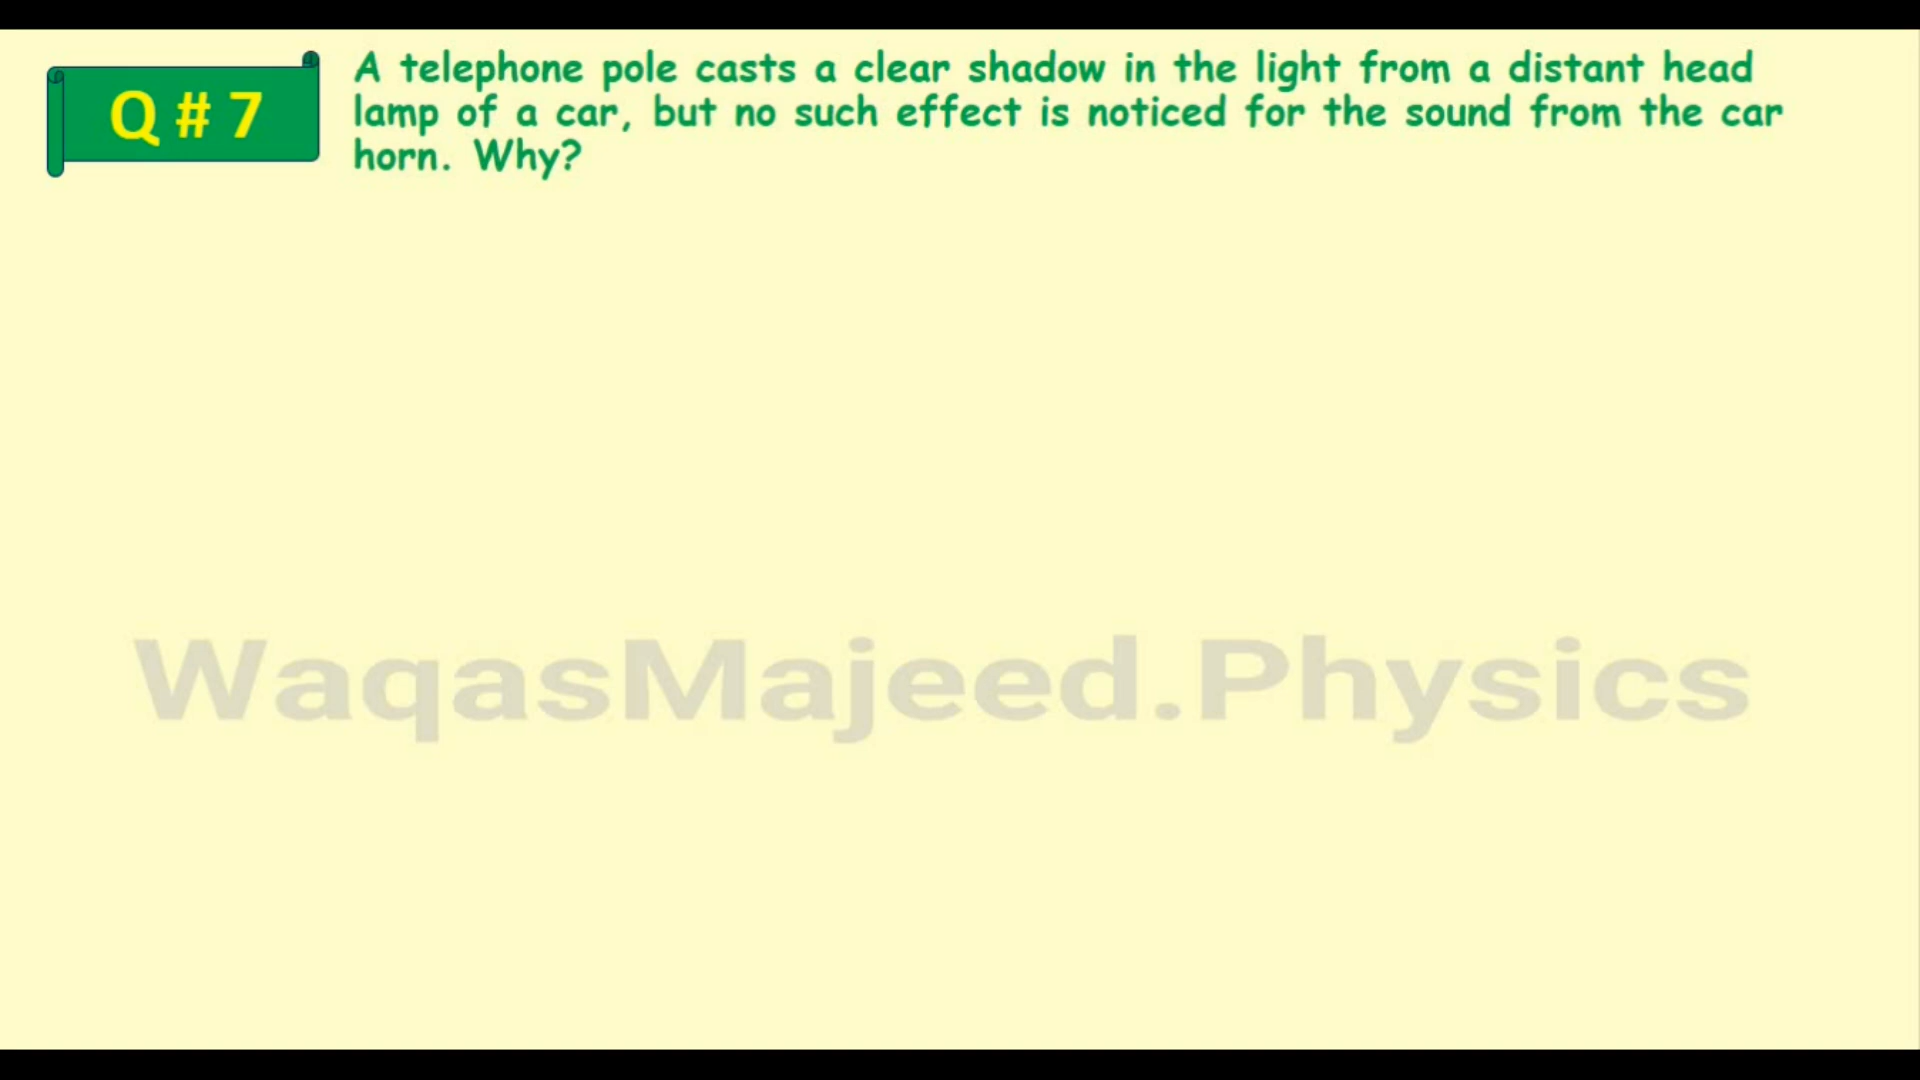 Q # 7
A telephone pole casts a clear shadow in the light from a distant head
lamp of a car, but no such effect is noticed for the sound from the car
horn. Why?
WaqasMajeed.Physics